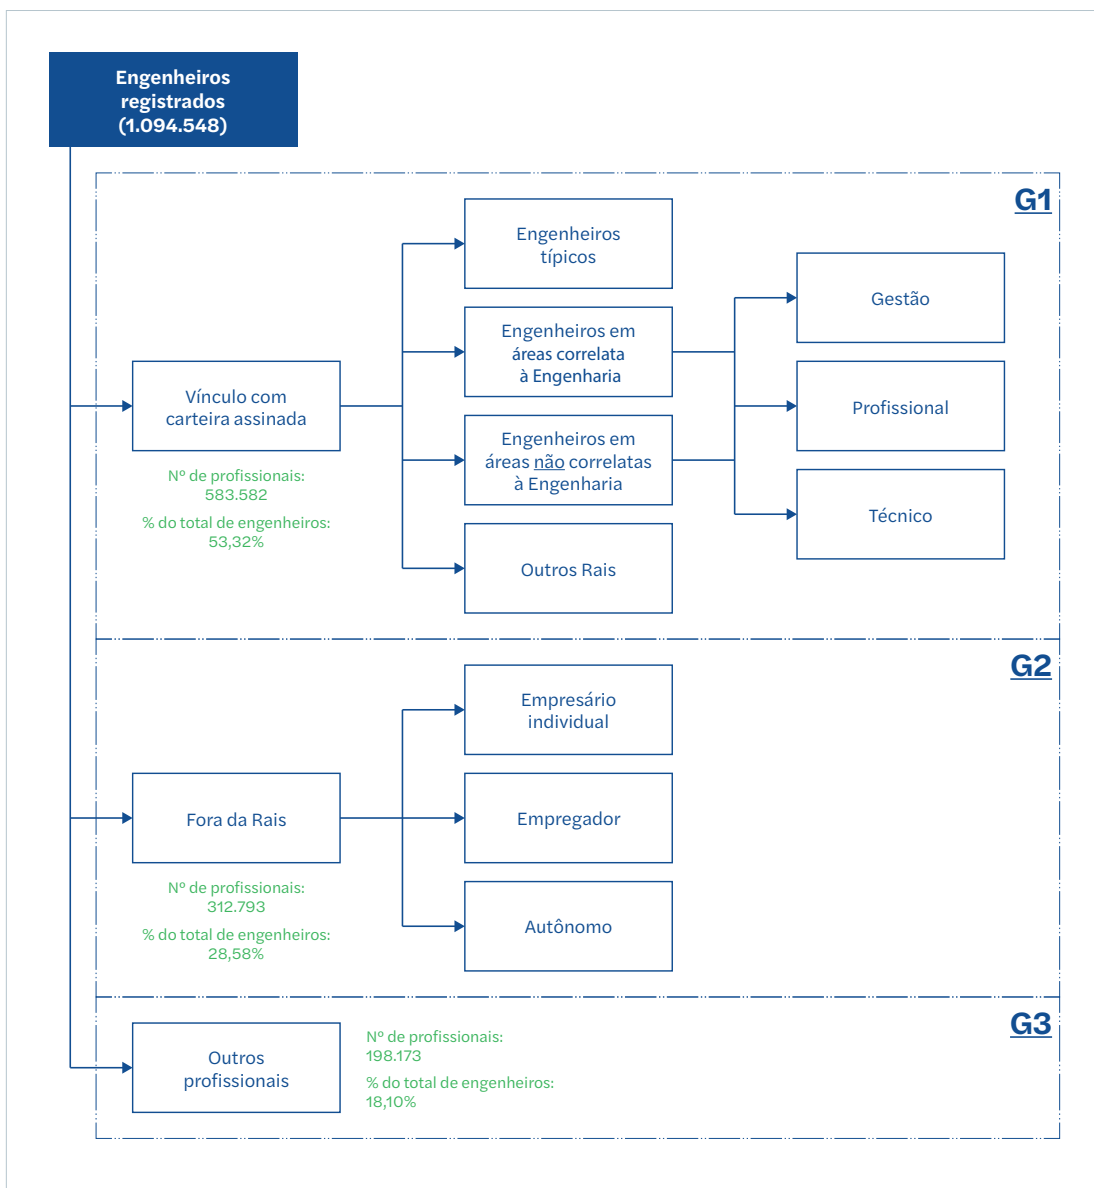 Engenheiros
registrados
(1.094.548)
G1
Vínculo com
carteira assinada
Nº de profissionais:
583.582
% do total de engenheiros:
53,32%
Engenheiros
típicos
Engenheiros em
áreas correlata
à Engenharia
Engenheiros em
áreas não correlatas
à Engenharia
Outros Rais
Gestão
Profissional
Técnico
G2
Fora da Rais
Nº de profissionais:
312.793
% do total de engenheiros:
28,58%
Empresário
individual
Empregador
Autônomo
G3
Outros
profissionais
Nº de profissionais:
198.173
% do total de engenheiros:
18,10%